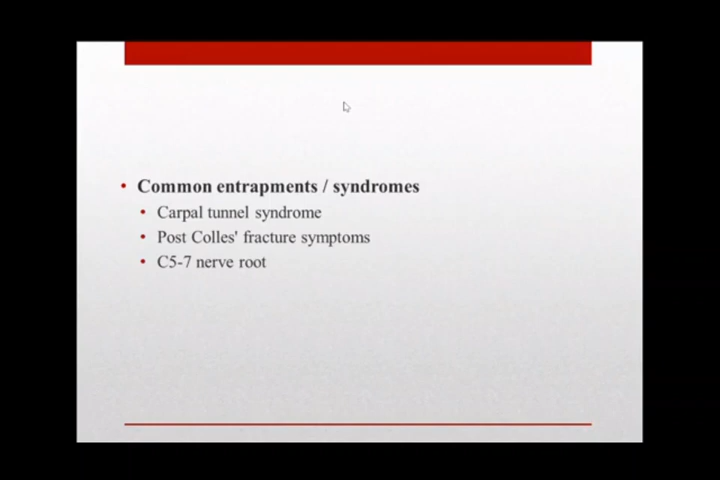 • Common entrapments / syndromes
• Carpal tunnel syndrome
• Post Colles' fracture symptoms
• C5-7 nerve root